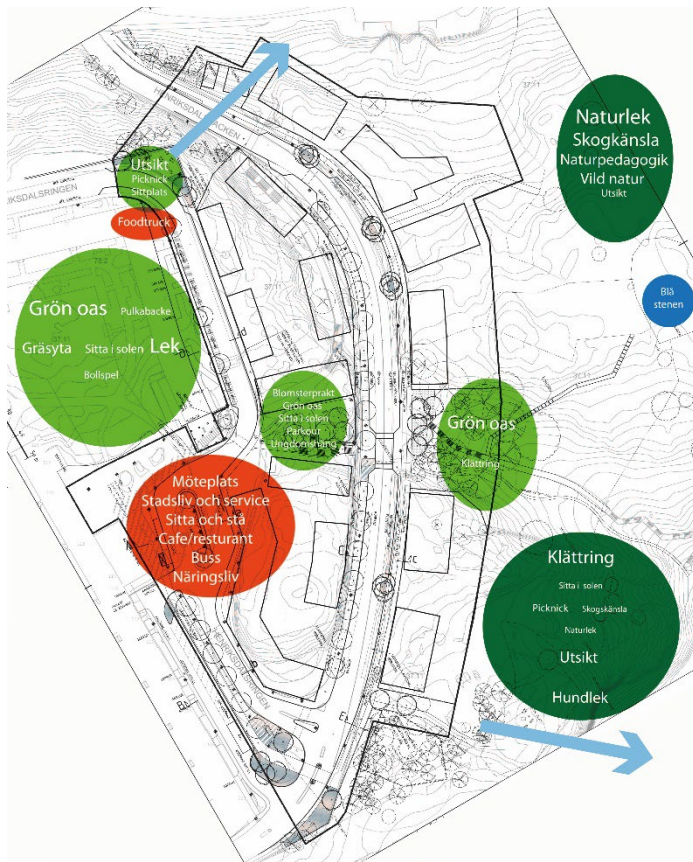 HENRIKSDALSBACKEN
Utsikt
Picknick
Sittplats
Foodtruck
Naturlek
Skogkänsla
Naturpedagogik
Vild natur
Utsikt
Blå
stenen
Grön oas Pulkabacke
Gräsyta Sitta i solen Lek
Bollspel
Blomsterprakt
Grön oas
Sitta i solen
Parkour
Ungdomshäng
Grön oas
Klättring
Möteplats
Stadsliv och service
Sitta och stå
Cafe/resturant
Buss
Näringsliv
Klättring
Sitta i solen
Picknick Skogskänsla
Naturlek
Utsikt
Hundlek